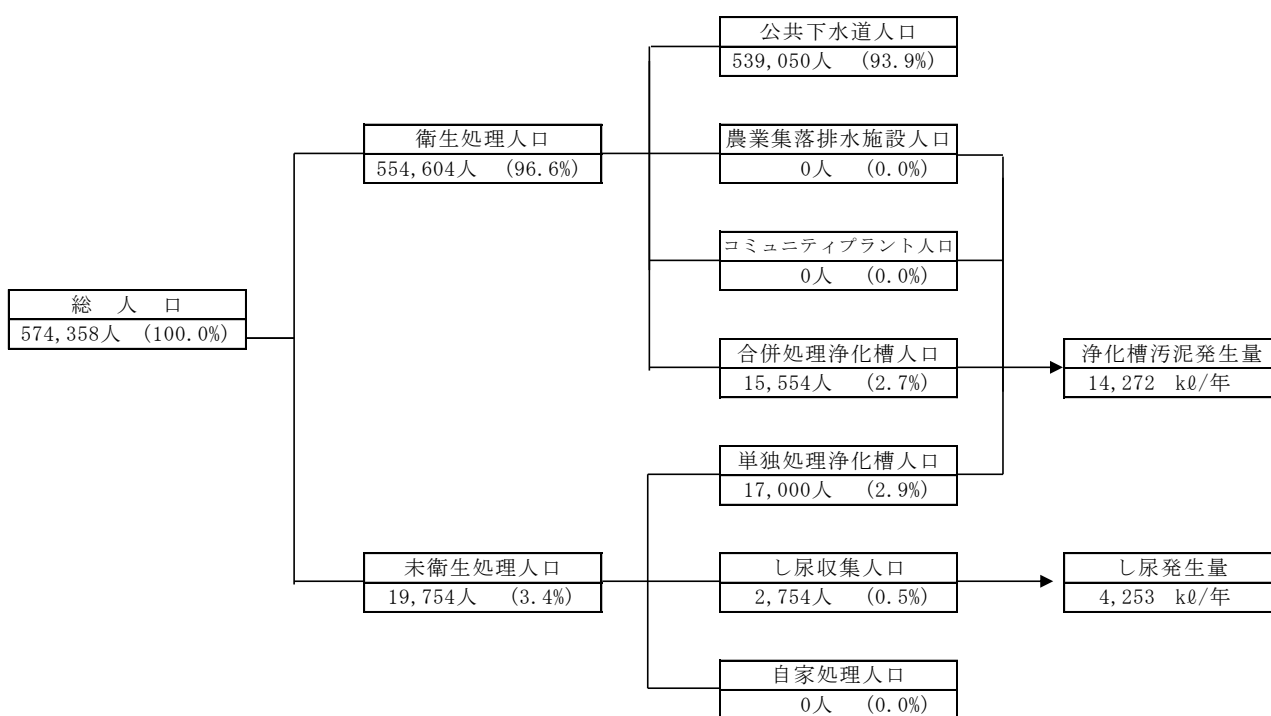 公共下水道人口
539,050人 (93.9%)
衛生処理人口
554,604人 (96.6%)
農業集落排水施設人口
0人 (0.0%)
コミュニティプラント人口
0人 (0.0%)
総 人 口
574,358人 (100.0%)
合併処理浄化槽人口
15,554人 (2.7%)
浄化槽汚泥発生量
14,272 kℓ/年
単独処理浄化槽人口
17,000人 (2.9%)
未衛生処理人口
19,754人 (3.4%)
し尿収集人口
2,754人 (0.5%)
し尿発生量
4,253 kℓ/年
自家処理人口
0人 (0.0%)